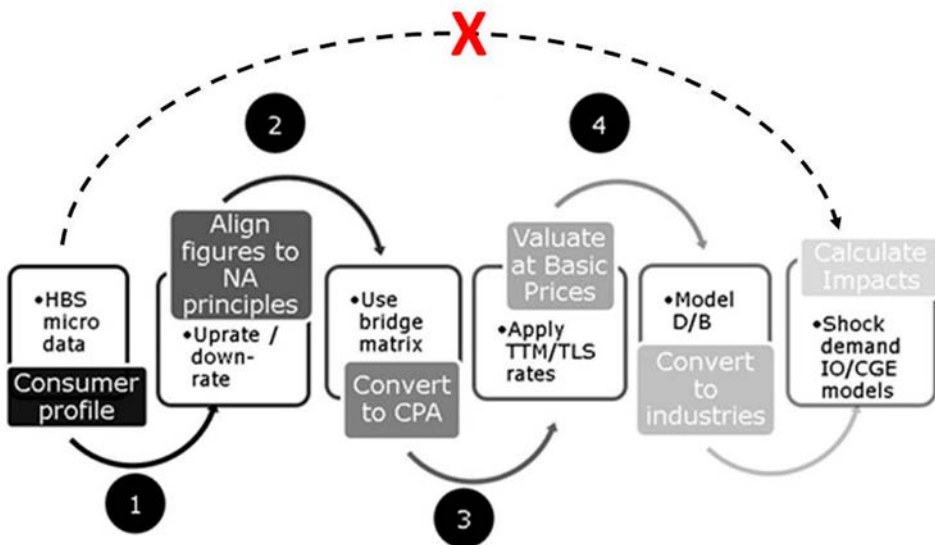 X
2
4
•HBS
micro
data
Consumer
profile
1
Align
figures to
NA
principles
•Uprate /
down-
rate
•Use
bridge
matrix
Convert
to CPA
3
Valuate
at Basic
Prices
•Apply
TTM/TLS
rates
•Model
D/B
Convert
to
industries
Calculate
Impacts
•Shock
demand
IO/CGE
models